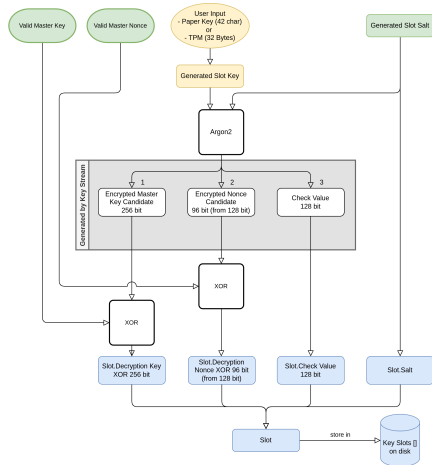 User Input
- Paper Key (42 char)
or
- TPM (32 Bytes)
Valid Master Key
Valid Master Nonce
Generated Slot Salt
Generated Slot Key
Argon2
Generated by Key Stream
1
2
3
Encrypted Master
Key Candidate
256 bit
Encrypted Nonce
Candidate
96 bit (from 128 bit)
Check Value
128 bit
XOR
XOR
Slot.Decryption Key
XOR 256 bit
Slot.Decryption
Nonce XOR 96 bit
(from 128 bit)
Slot.Check Value
128 bit
Slot.Salt
Slot
store in
Key Slots []
on disk